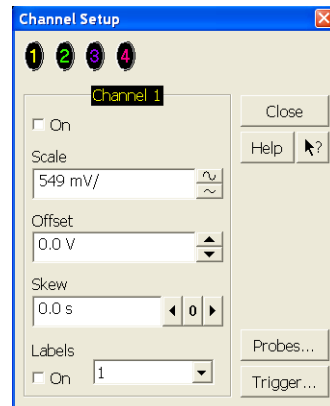 Channel Setup
1 2 3 4
Channel 1
On
Close
Help ?
Scale
549 mV/
Offset
0.0 V
Skew
0.0 s 0
Labels
On 1
Probes...
Trigger...